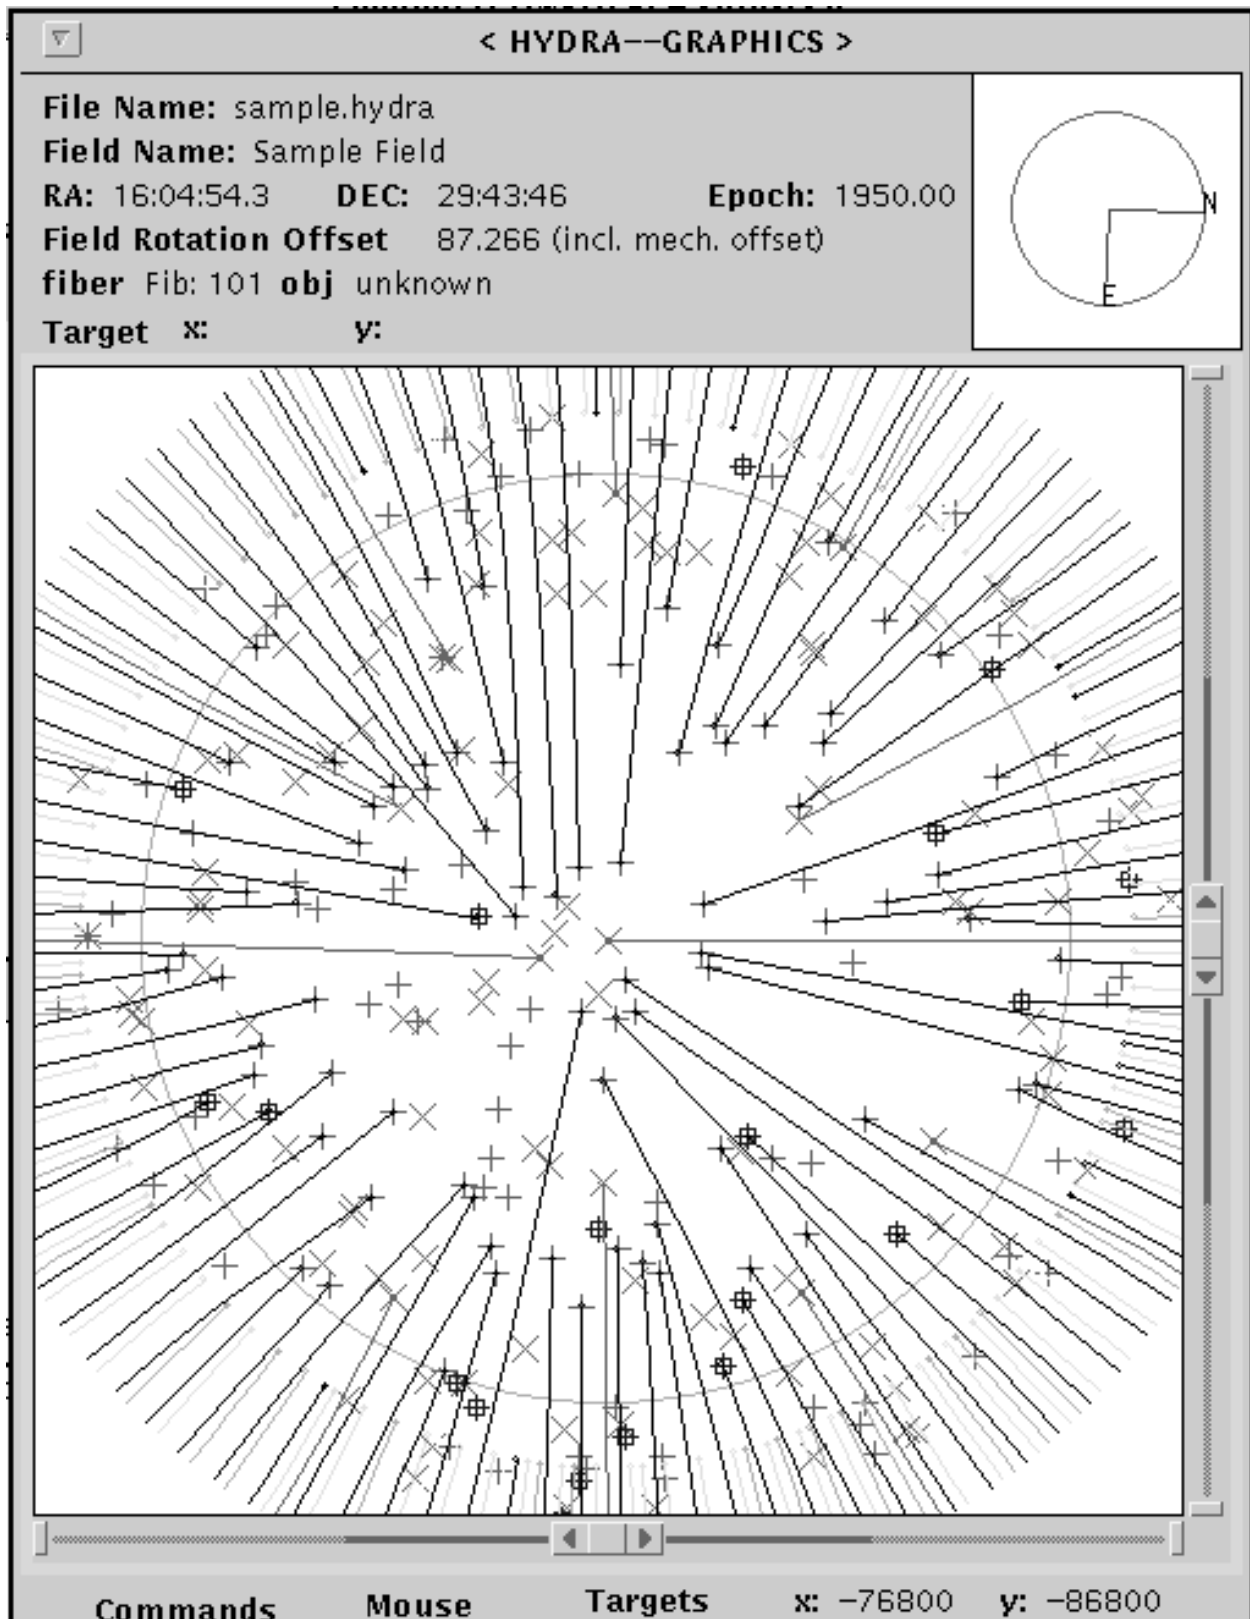 < HYDRA--GRAPHICS >
File Name: sample.hydra
Field Name: Sample Field
RA: 16:04:54.3 DEC: 29:43:46 Epoch: 1950.00
Field Rotation Offset 87.266 (incl. mech. offset)
fiber Fib: 101 obj unknown
Target x: y:
N
E
Commands Mouse Targets x: -76800 y: -86800